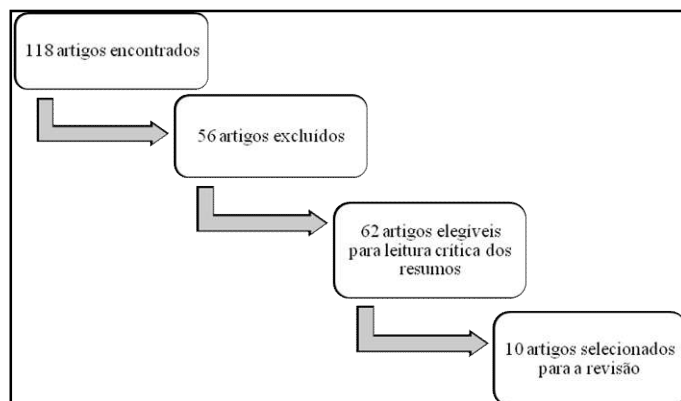 118 artigos encontrados
56 artigos excluídos
62 artigos elegíveis
para leitura crítica dos
resumos
10 artigos selecionados
para a revisão